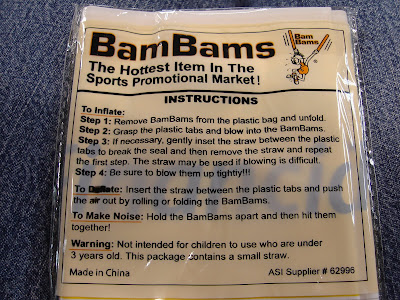 BamBams
Bam
Bams
®
The Hottest Item In The
Sports Promotional Market!
INSTRUCTIONS
To Inflate:
Step 1: Remove BamBams from the plastic bag and unfold.
Step 2: Grasp the plastic tabs and blow into the BamBams.
Step 3: If necessary, gently inset the straw between the plastic
tabs to break the seal and then remove the straw and repeat
the first step. The straw may be used if blowing is difficult.
Step 4: Be sure to blow them up tightly!!!
To Deflate: Insert the straw between the plastic tabs and push
the air out by rolling or folding the BamBams.
To Make Noise: Hold the BamBams apart and then hit them
together!
Warning: Not intended for children to use who are under
3 years old. This package contains a small straw.
Made in China
ASI Supplier # 62996